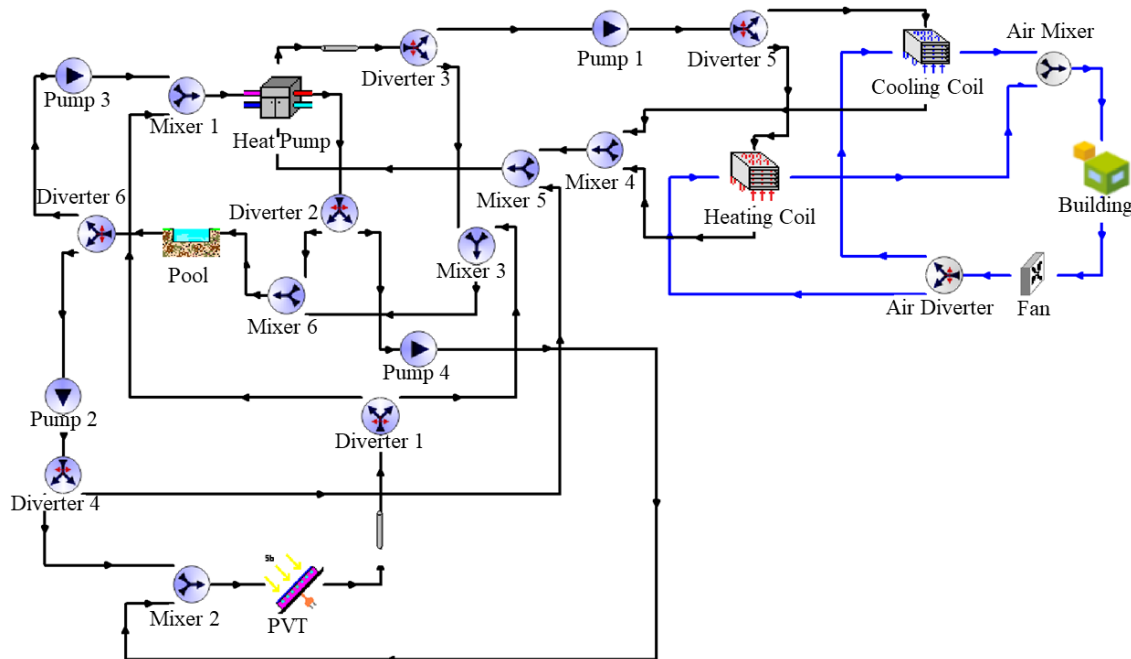 Air Mixer
Diverter 3
Pump 1
Diverter 5
Cooling Coil
Pump 3
Mixer 1
Heat Pump
Mixer 5
Mixer 4
Heating Coil
Building
Diverter 6
Diverter 2
Pool
Mixer 3
Mixer 6
Air Diverter
Fan
Pump 4
Pump 2
Diverter 1
Diverter 4
Sb
Mixer 2
PVT